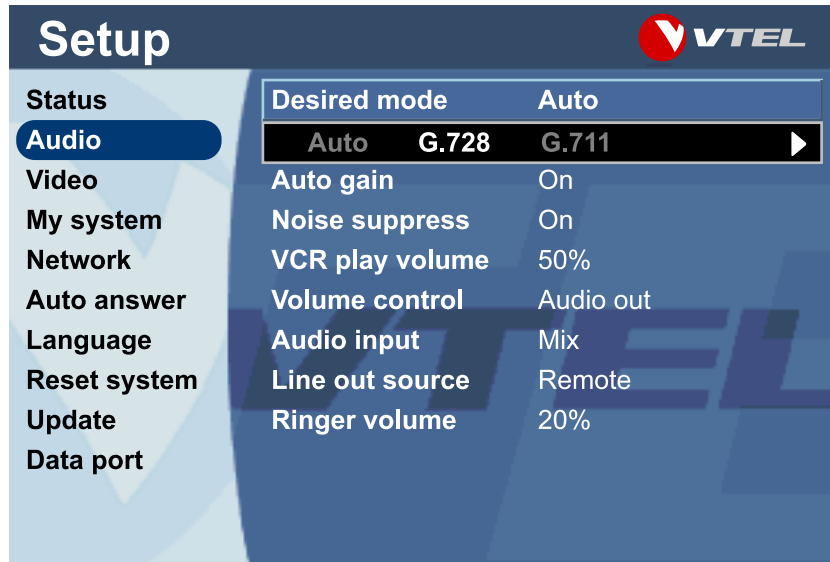 Setup
VTEL
Status
Audio
Video
My system
Network
Auto answer
Language
Reset system
Update
Data port
Desired mode Auto
Auto G.728 G.711
Auto gain On
Noise suppress On
VCR play volume 50%
Volume control Audio out
Audio input Mix
Line out source Remote
Ringer volume 20%
VTEL